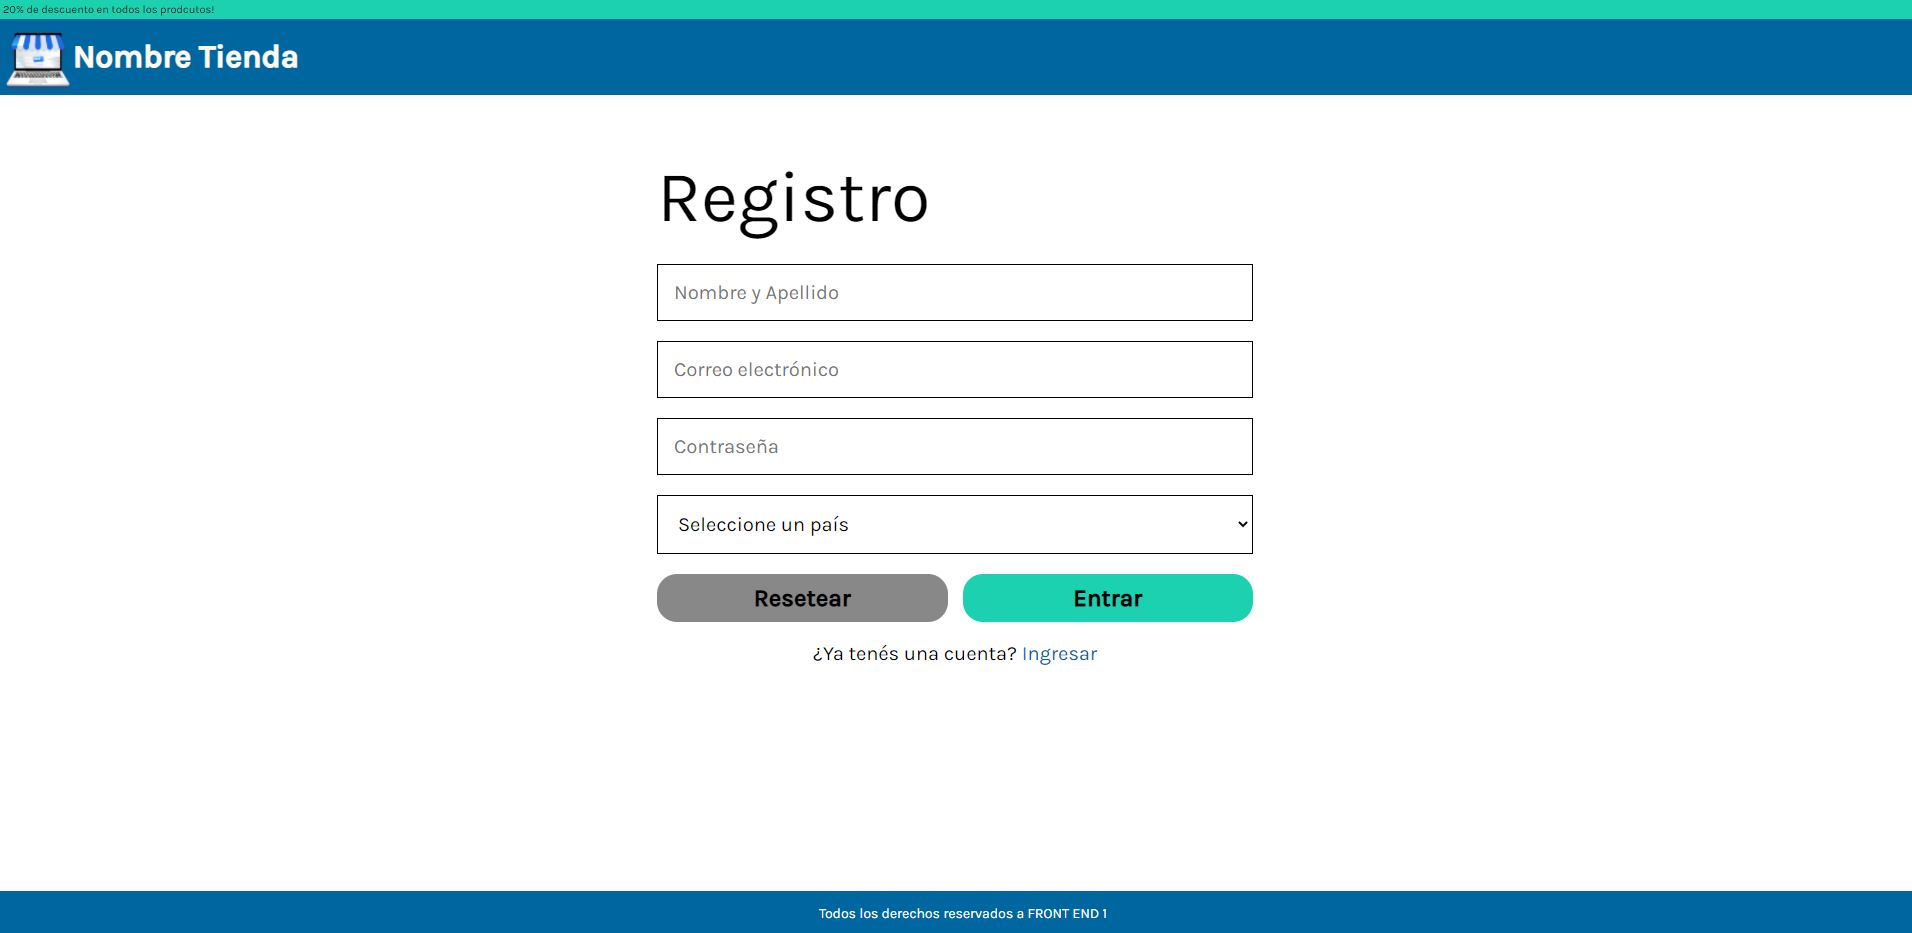 20% de descuento en todos los prodcutos!
Nombre Tienda
Registro
Nombre y Apellido
Correo electrónico
Contraseña
Seleccione un país
Resetear Entrar
¿Ya tenés una cuenta? Ingresar
Todos los derechos reservados a FRONT END 1